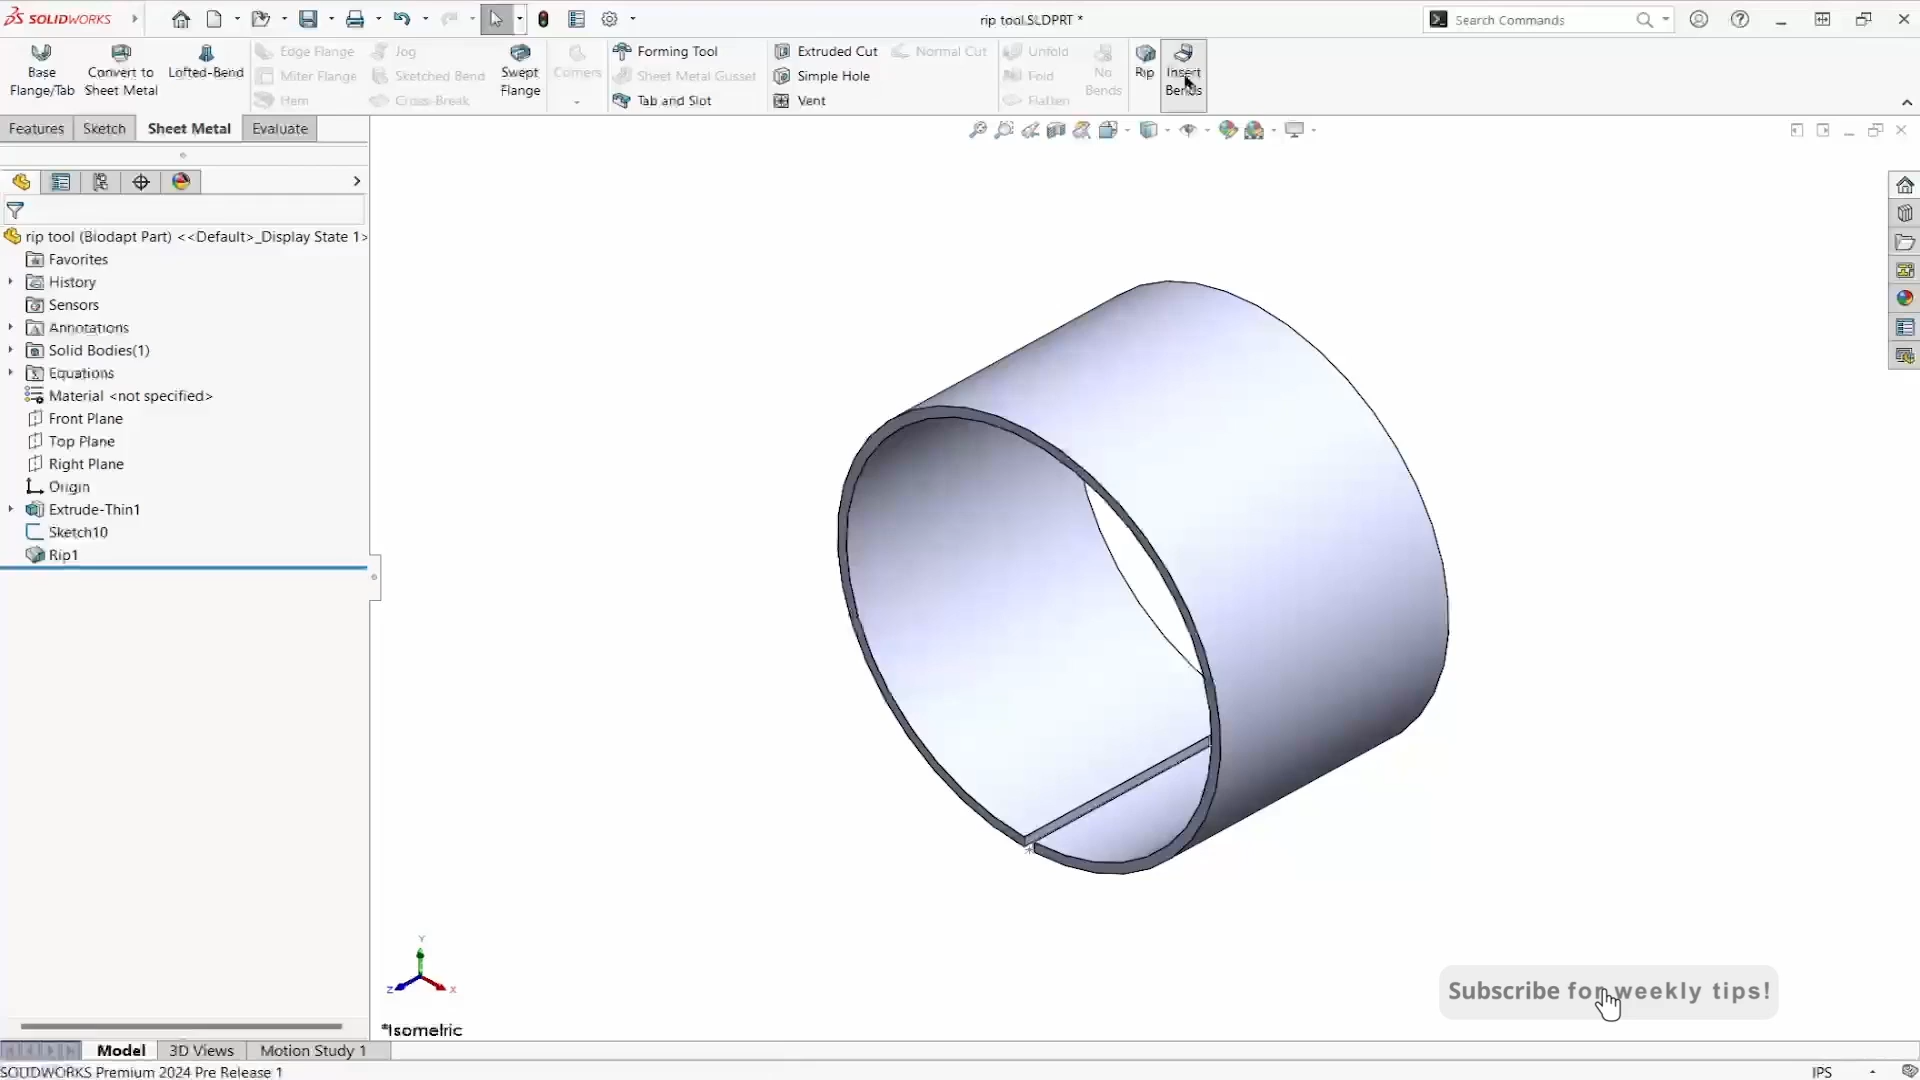 SOLIDWORKS
rip tool.SLDPRT *
Search Commands
Base Flange/Tab
Convert to Sheet Metal
Lofted-Bend
Edge Flange
Miter Flange
Hem
Jog
Sketched Bend
Cross-Break
Swept Flange
Corners
Forming Tool
Sheet Metal Gusset
Tab and Slot
Extruded Cut
Simple Hole
Vent
Normal Cut
Unfold
Fold
Flatten
No Bends
Rip
Insert Bends
Features
Sketch
Sheet Metal
Evaluate
rip tool (Biodapt Part) <<Default>_Display State 1>
Favorites
History
Sensors
Annotations
Solid Bodies(1)
Equations
Material <not specified>
Front Plane
Top Plane
Right Plane
Origin
Extrude-Thin1
Sketch10
Rip1
Y
Z
X
*Isometric
Subscribe for weekly tips!
Model
3D Views
Motion Study 1
SOLIDWORKS Premium 2024 Pre Release 1
IPS